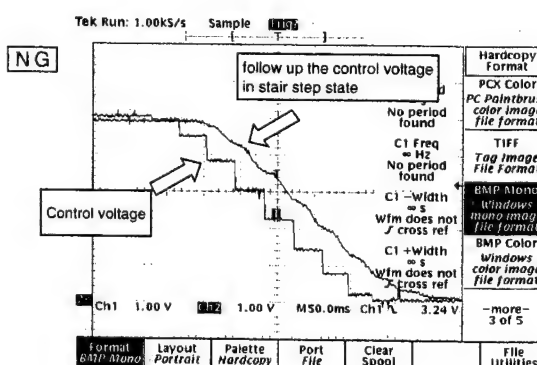 Tek Run: 1.00kS/s Sample
NG
follow up the control voltage
in stair step state
Control voltage
No period
found
C1 Freq
∞ Hz
No period
found
C1 -Width
∞ s
Wfm does not
ʃ cross ref
C1 +Width
∞ s
Wfm does not
ʃ cross ref
Ch1 1.00 V Ch2 1.00 V M50.0ms Ch1 3.24 V
Hardcopy
Format
PCX Color
PC Paintbrush
color image
file format
TIFF
Tag Image
File Format
BMP Mono
Windows
mono image
file format
BMP Color
Windows
color image
file format
-more-
3 of 5
Format
BMP Mono
Layout
Portrait
Palette
Hardcopy
Port
File
Clear
Spool
File
Utilities